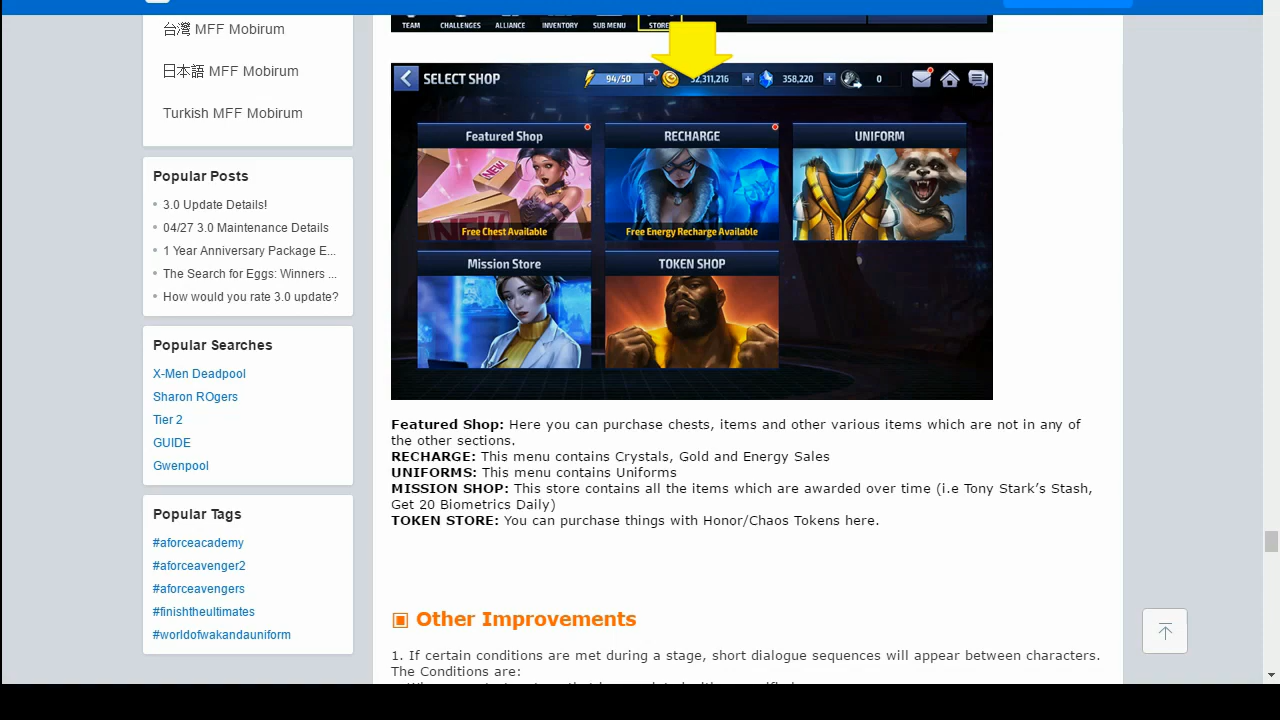 台灣 MFF Mobirum
日本語 MFF Mobirum
Turkish MFF Mobirum
Popular Posts
3.0 Update Details!
04/27 3.0 Maintenance Details
1 Year Anniversary Package E...
The Search for Eggs: Winners ...
How would you rate 3.0 update?
Popular Searches
X-Men Deadpool
Sharon ROgers
Tier 2
GUIDE
Gwenpool
Popular Tags
#aforceacademy
#aforceavenger2
#aforceavengers
#finishtheultimates
#worldofwakandauniform
TEAM CHALLENGES ALLIANCE INVENTORY SUB MENU STORE
SELECT SHOP 94/50 32,311,216 358,220 0
Featured Shop RECHARGE UNIFORM
NEW
NEW
Free Chest Available Free Energy Recharge Available
Mission Store TOKEN SHOP
Featured Shop: Here you can purchase chests, items and other various items which are not in any of
the other sections.
RECHARGE: This menu contains Crystals, Gold and Energy Sales
UNIFORMS: This menu contains Uniforms
MISSION SHOP: This store contains all the items which are awarded over time (i.e Tony Stark’s Stash,
Get 20 Biometrics Daily)
TOKEN STORE: You can purchase things with Honor/Chaos Tokens here.
▣ Other Improvements
1. If certain conditions are met during a stage, short dialogue sequences will appear between characters.
The Conditions are: